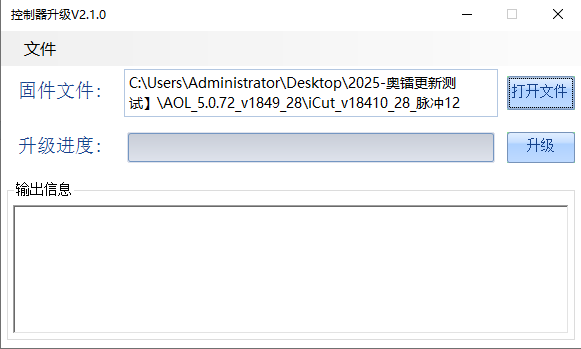 控制器升级V2.1.0
文件
固件文件：
C:\Users\Administrator\Desktop\2025-奥镭更新测
试】\AOL_5.0.72_v1849_28\iCut_v18410_28_脉冲12
打开文件
升级进度：
升级
输出信息